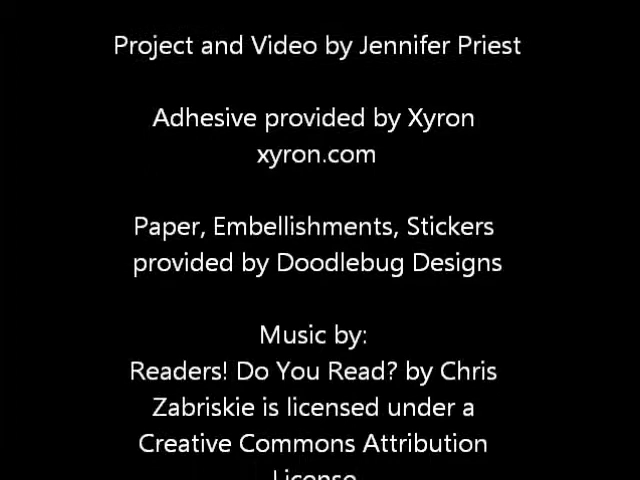 Project and Video by Jennifer Priest
Adhesive provided by Xyron
xyron.com
Paper, Embellishments, Stickers
provided by Doodlebug Designs
Music by:
Readers! Do You Read? by Chris
Zabriskie is licensed under a
Creative Commons Attribution
License